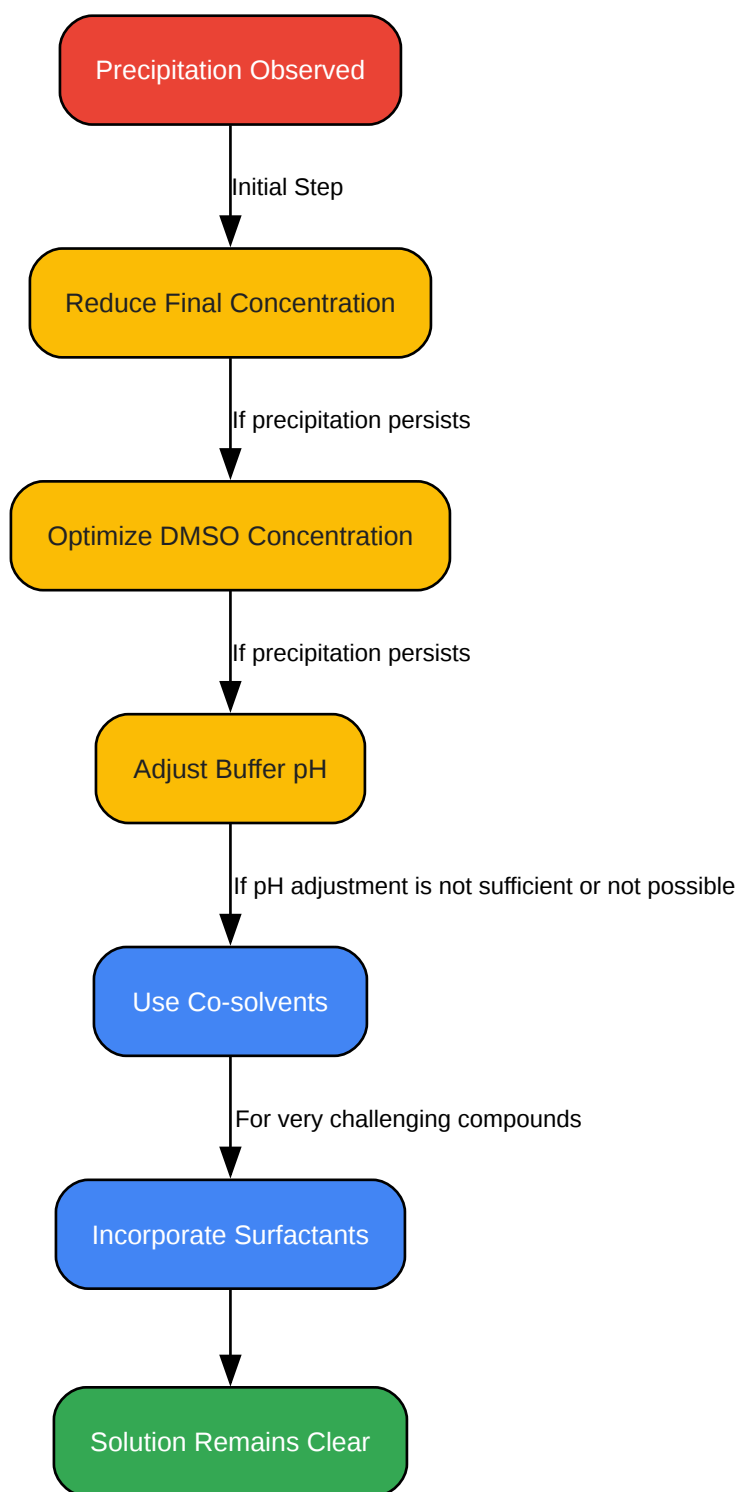 Precipitation Observed
Initial Step
Reduce Final Concentration
If precipitation persists
Optimize DMSO Concentration
If precipitation persists
Adjust Buffer pH
If pH adjustment is not sufficient or not possible
Use Co-solvents
For very challenging compounds
Incorporate Surfactants
Solution Remains Clear